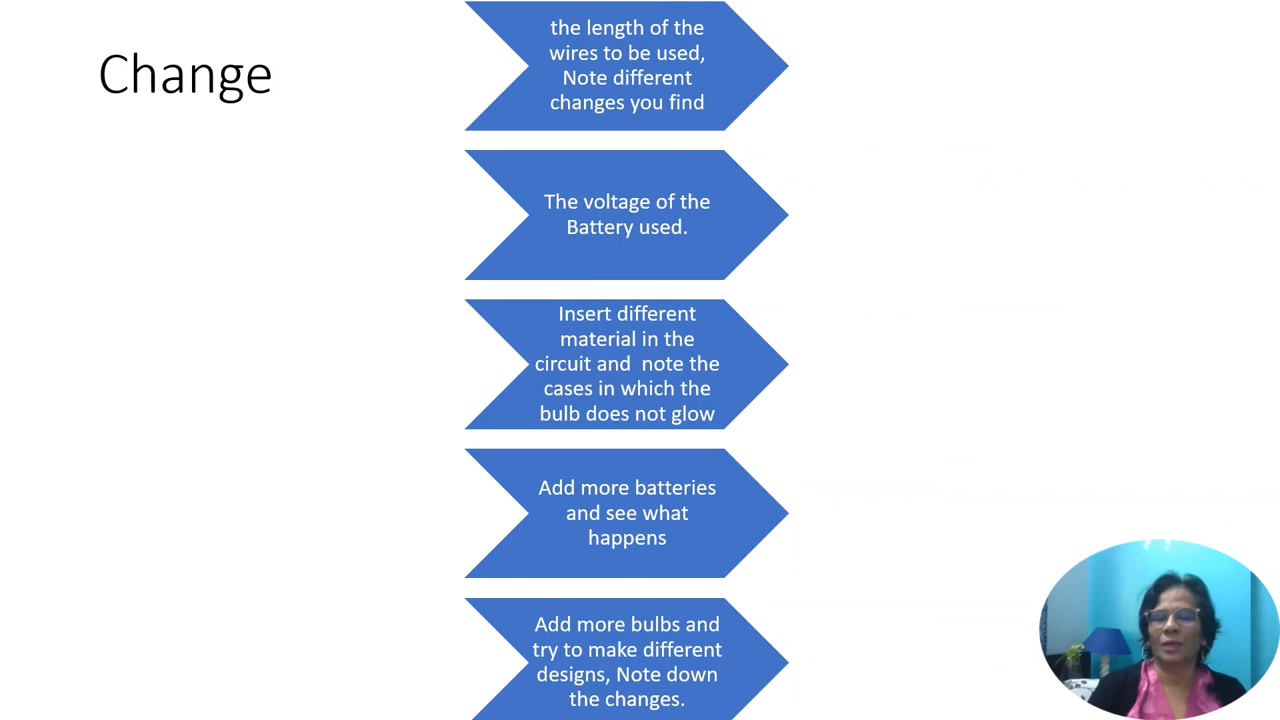 Change
the length of the
wires to be used,
Note different
changes you find
The voltage of the
Battery used.
Insert different
material in the
circuit and  note the
cases in which the
bulb does not glow
Add more batteries
and see what
happens
Add more bulbs and
try to make different
designs, Note down
the changes.